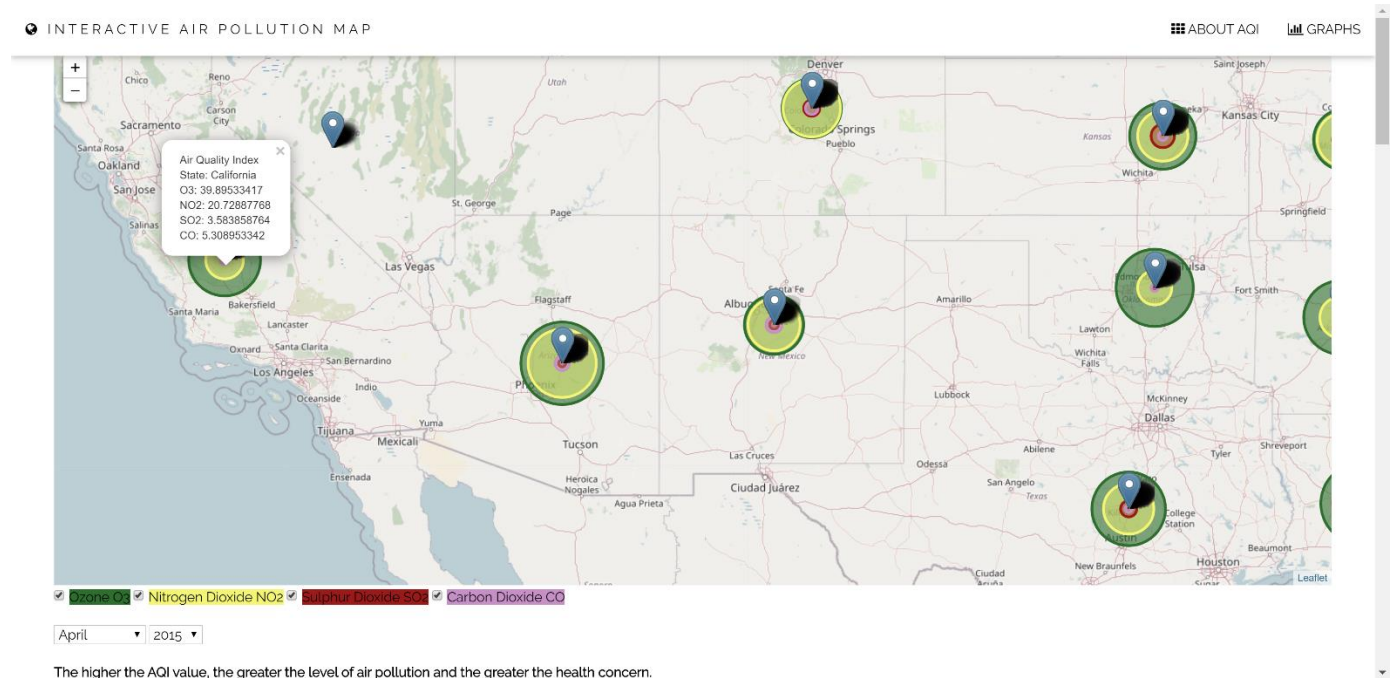 INTERACTIVE AIR POLLUTION MAP
ABOUT AQI
GRAPHS
+
−
Chico
Reno
Utah
Denver
Saint Joseph
Carson
City
Sacramento
Colorado Springs
Pueblo
Kansas
Kansas City
Santa Rosa
Oakland
San Jose
Salinas
Air Quality Index
State: California
O3: 39.89533417
NO2: 20.72887768
SO2: 3.583858764
CO: 5.308953342
×
Wichita
St. George
Page
Springfield
Las Vegas
Santa Fe
Bakersfield
Santa Maria
Flagstaff
Amarillo
Fort Smith
Lancaster
Lawton
Oxnard
Santa Clarita
San Bernardino
Los Angeles
New Mexico
Wichita
Falls
Indio
Oceanside
Lubbock
McKinney
Dallas
Tijuana
Yuma
Mexicali
Tucson
Las Cruces
Abilene
Tyler
Shreveport
Odessa
Ensenada
Heroica
Nogales
Agua Prieta
Ciudad Juárez
San Angelo
Texas
College
Station
Austin
Beaumont
New Braunfels
Houston
Ciudad
Acuña
Leaflet
Ozone O3 Nitrogen Dioxide NO2 Sulphur Dioxide SO2 Carbon Dioxide CO
April 2015
The higher the AQI value, the greater the level of air pollution and the greater the health concern.